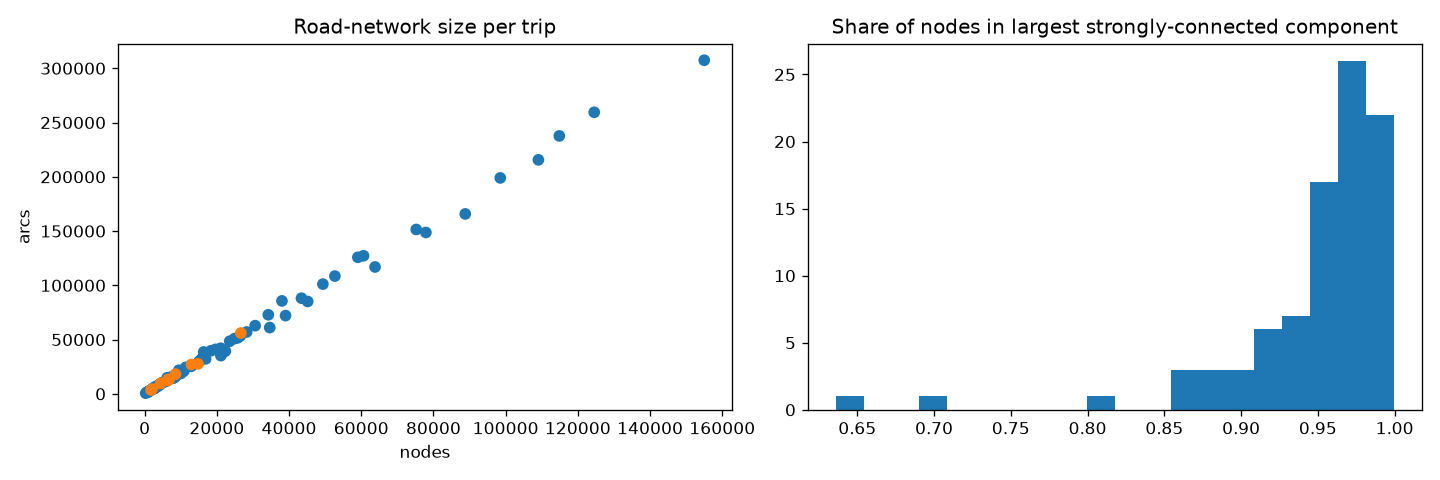 Road-network size per trip
300000
250000
200000
150000
100000
50000
0
arcs
0 20000 40000 60000 80000 100000 120000 140000 160000
nodes
Share of nodes in largest strongly-connected component
25
20
15
10
5
0
0.65 0.70 0.75 0.80 0.85 0.90 0.95 1.00